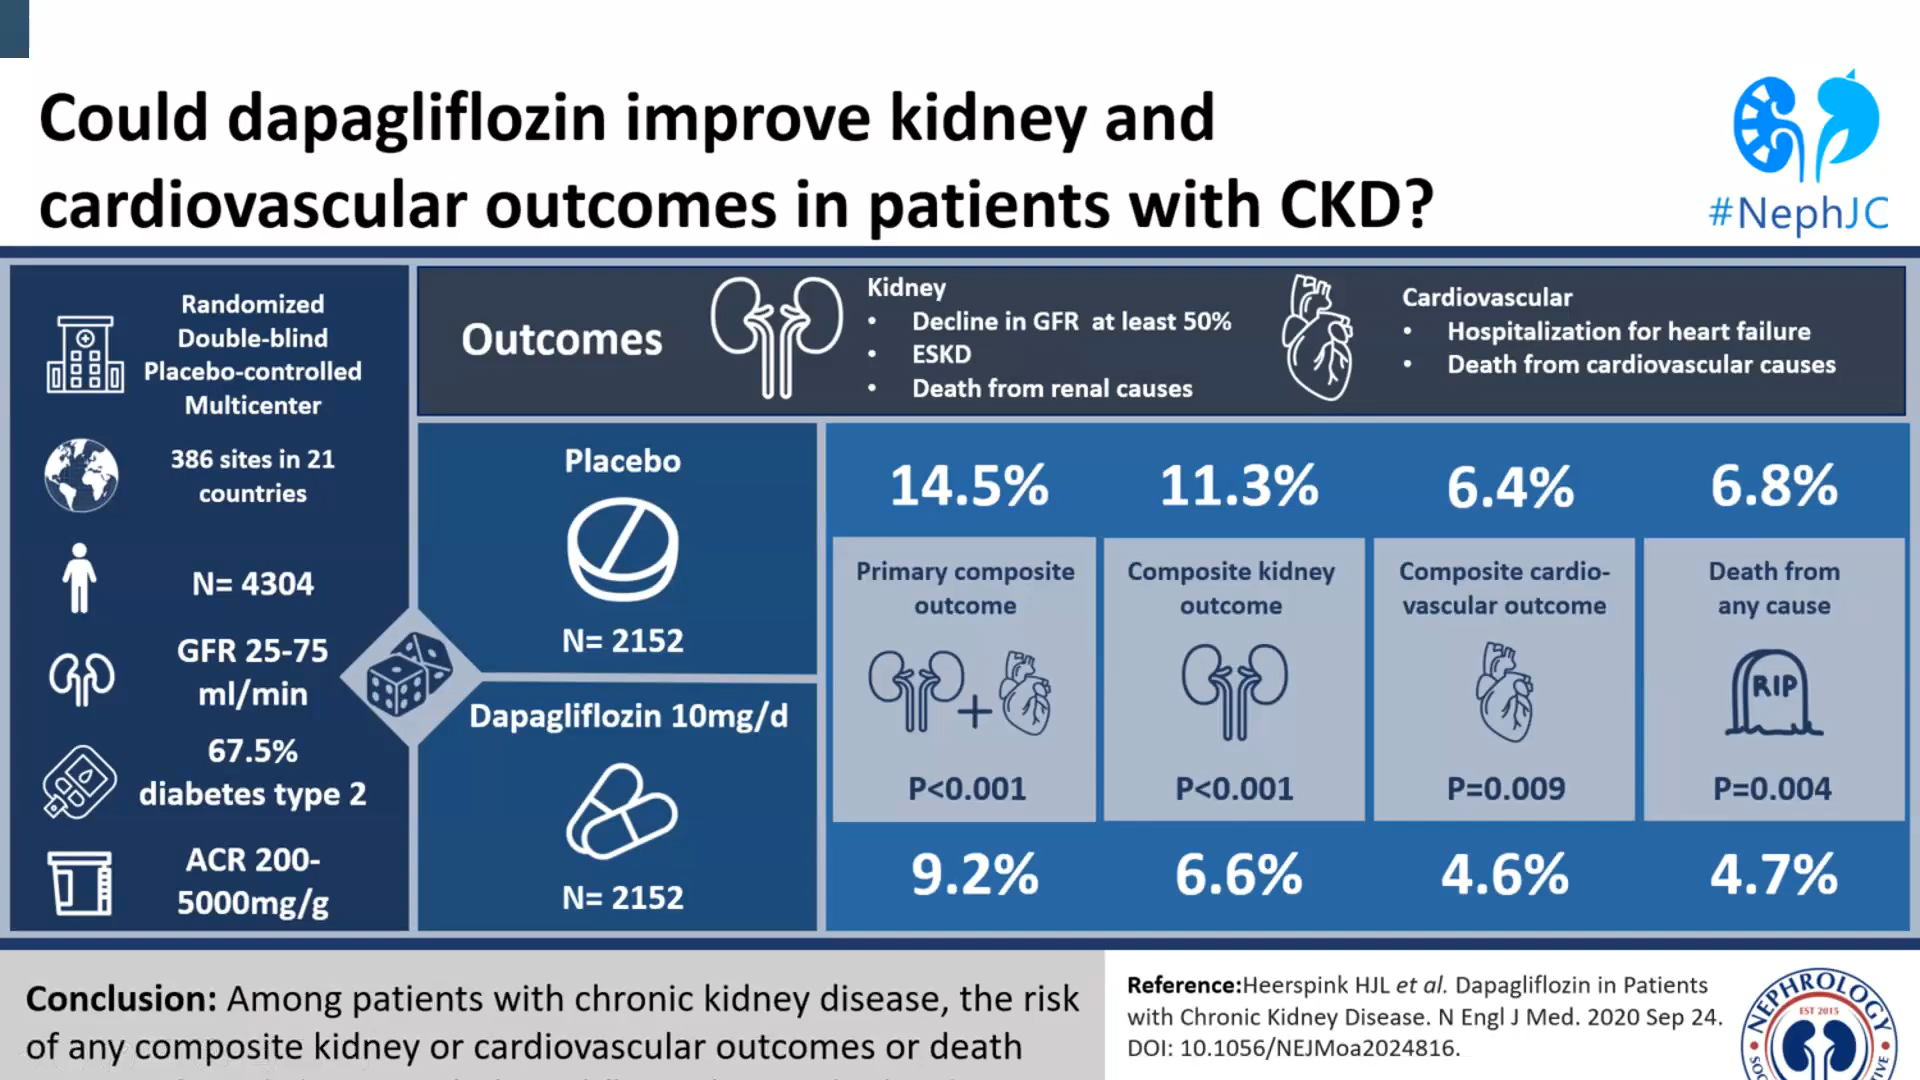 Could dapagliflozin improve kidney and
cardiovascular outcomes in patients with CKD?
#NephJC
Randomized
Double-blind
Placebo-controlled
Multicenter
386 sites in 21
countries
N= 4304
GFR 25-75
ml/min
67.5%
diabetes type 2
ACR 200-
5000mg/g
Outcomes
Kidney
• Decline in GFR at least 50%
• ESKD
• Death from renal causes
Cardiovascular
• Hospitalization for heart failure
• Death from cardiovascular causes
Placebo
N= 2152
Dapagliflozin 10mg/d
N= 2152
14.5%
11.3%
6.4%
6.8%
Primary composite
outcome
+
P<0.001
Composite kidney
outcome
P<0.001
Composite cardio-
vascular outcome
P=0.009
Death from
any cause
RIP
P=0.004
9.2%
6.6%
4.6%
4.7%
Conclusion: Among patients with chronic kidney disease, the risk
of any composite kidney or cardiovascular outcomes or death
Reference:Heerspink HJL et al. Dapagliflozin in Patients
with Chronic Kidney Disease. N Engl J Med. 2020 Sep 24.
DOI: 10.1056/NEJMoa2024816.
NEPHROLOGY
EST 2015